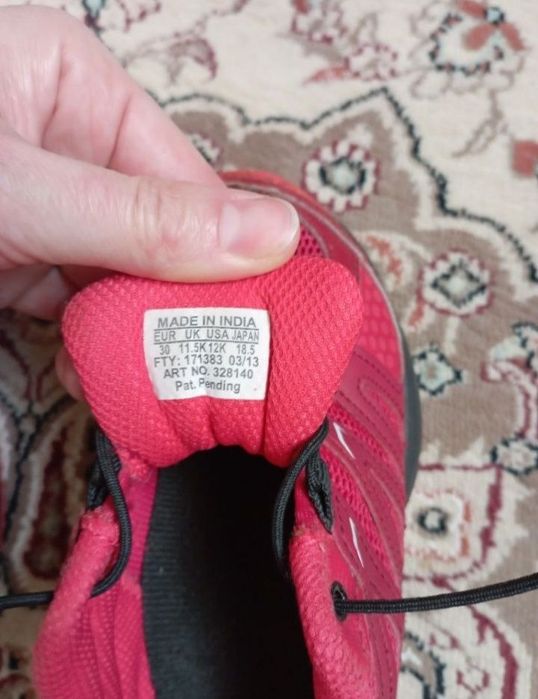 MADE IN INDIA
EUR UK USA JAPAN
30 11.5K 12K 18.5
FTY: 171383 03/13
ART NO. 328140
Pat. Pending